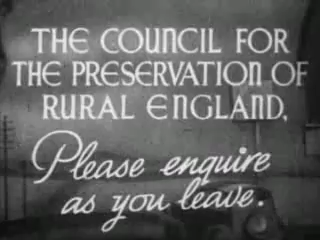 THE COUNCIL FOR
THE PRESERVATION OF
RURAL ENGLAND,
Please enquire
as you leave.